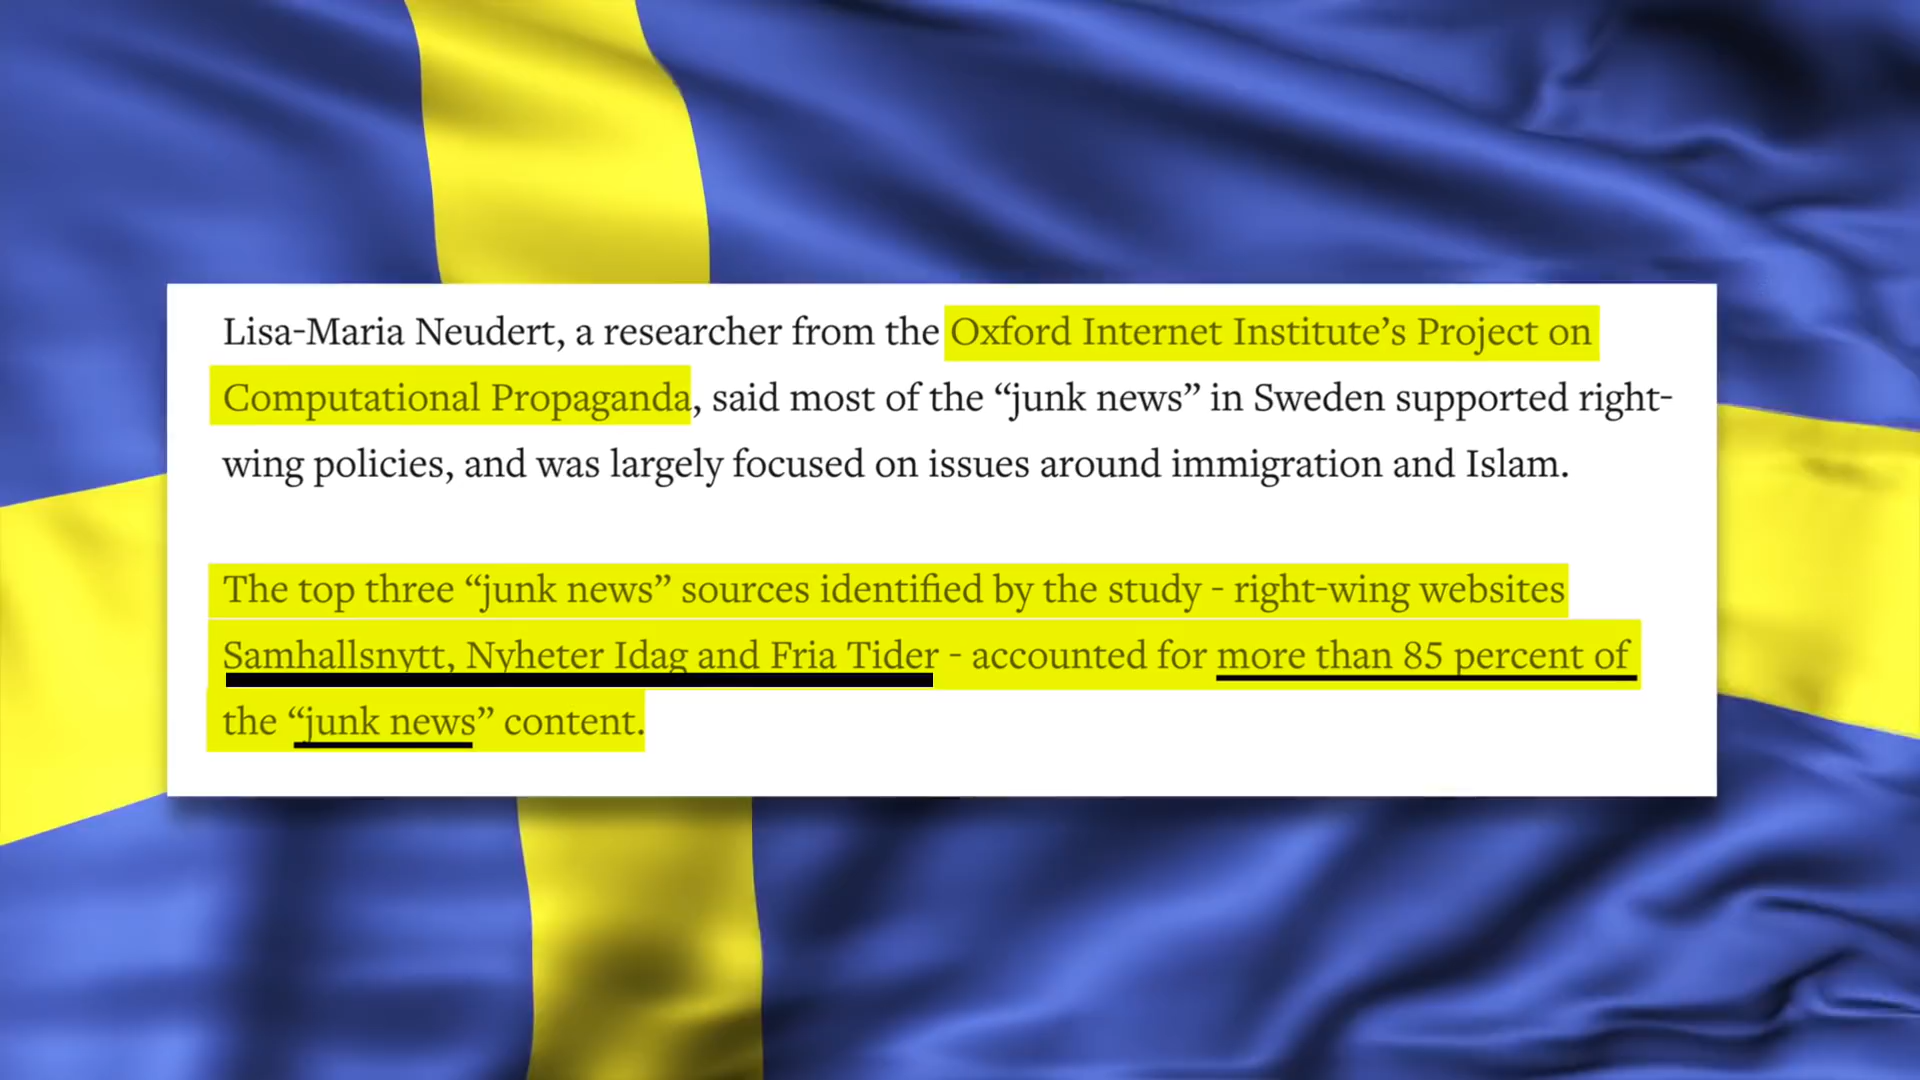 Lisa-Maria Neudert, a researcher from the Oxford Internet Institute’s Project on
Computational Propaganda, said most of the “junk news” in Sweden supported right-
wing policies, and was largely focused on issues around immigration and Islam.
The top three “junk news” sources identified by the study - right-wing websites
Samhallsnytt, Nyheter Idag and Fria Tider - accounted for more than 85 percent of
the “junk news” content.